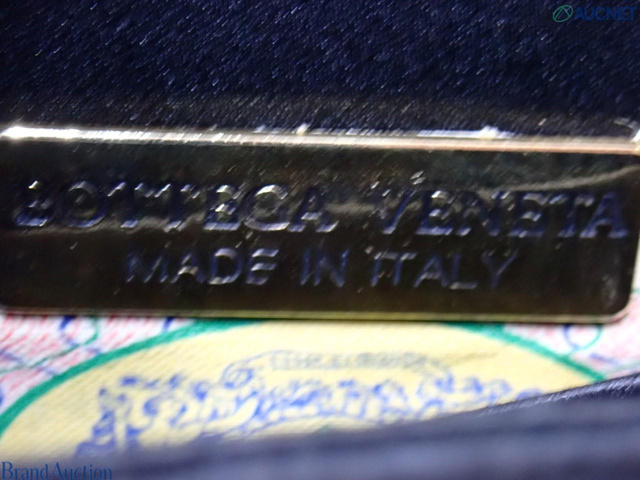 AUCNET
BOTTEGA VENETA
MADE IN ITALY
Brand Auction